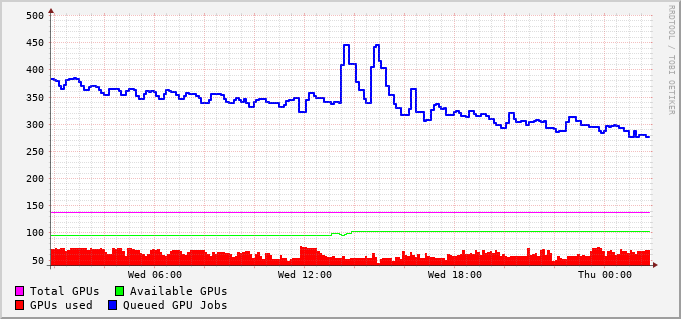 500
450
400
350
300
250
200
150
100
50
Wed 06:00 Wed 12:00 Wed 18:00 Thu 00:00
Total GPUs Available GPUs
GPUs used Queued GPU Jobs
RRDTOOL / TOBI OETIKER